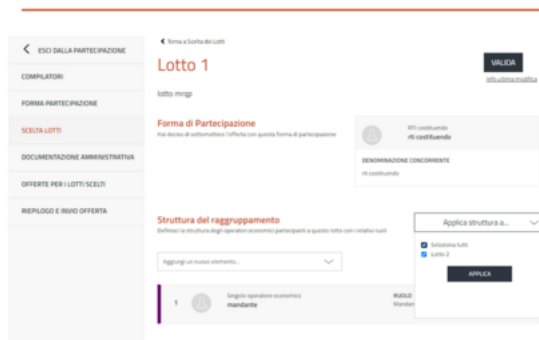 ESCI DALLA PARTECIPAZIONE
COMPILATORI
FORMA PARTECIPAZIONE
SCELTA LOTTI
DOCUMENTAZIONE AMMINISTRATIVA
OFFERTE PER I LOTTI SCELTI
RIEPILOGO E INVIO OFFERTA
Torna a Scelta dei Lotti
Lotto 1
VALIDA
Info ultima modifica
lotto mrqp
Forma di Partecipazione
Hai deciso di sottomettere l'offerta con questa forma di partecipazione
RTI costituendo
rti costituendo
DENOMINAZIONE CONCORRENTE
rti costituendo
Struttura del raggruppamento
Definisci la struttura degli operatori economici partecipanti a questo lotto con i relativi ruoli
Applica struttura a...
Seleziona tutti
Lotto 2
APPLICA
Aggiungi un nuovo elemento...
1
Singolo operatore economico
mandante
RUOLO
Mandan